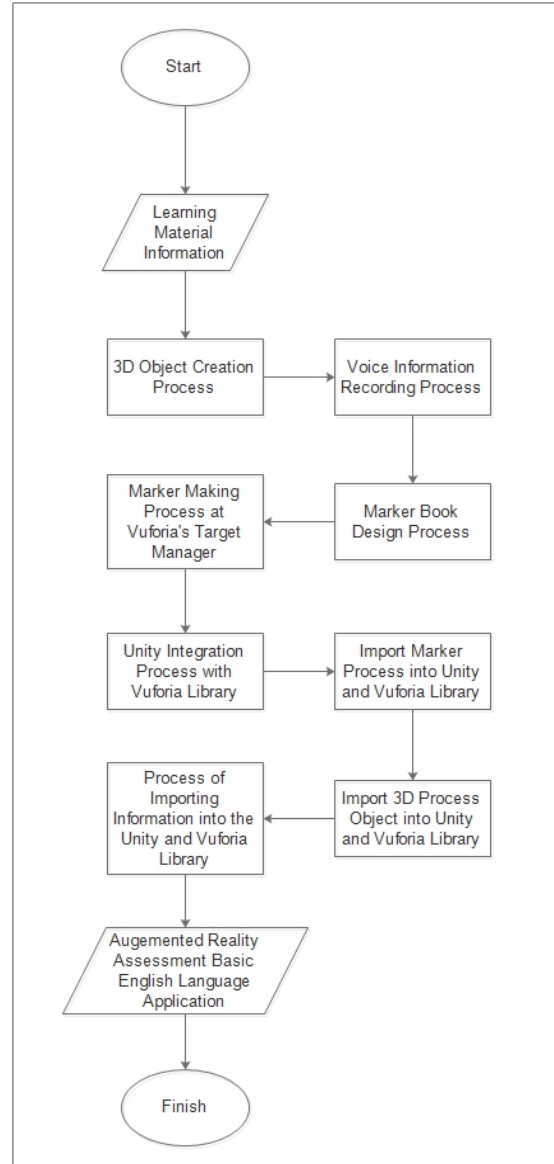 Start
Learning
Material
Information
3D Object Creation
Process
Voice Information
Recording Process
Marker Book
Design Process
Marker Making
Process at
Vuforia's Target
Manager
Unity Integration
Process with
Vuforia Library
Import Marker
Process into Unity
and Vuforia Library
Import 3D Process
Object into Unity
and Vuforia Library
Process of
Importing
Information into the
Unity and Vuforia
Library
Augemented Reality
Assessment Basic
English Language
Application
Finish